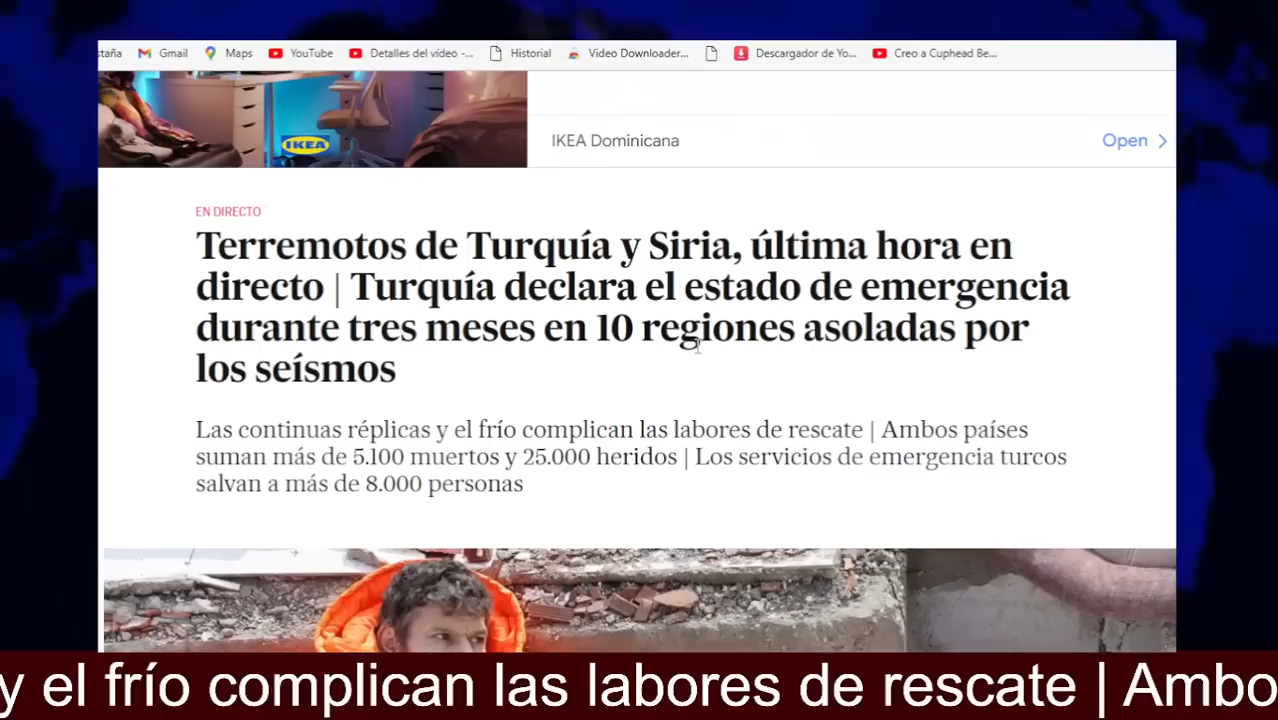 staña Gmail Maps YouTube Detalles del vídeo -... Historial Video Downloader... Descargador de Yo... Creo a Cuphead Be...
IKEA
IKEA Dominicana Open
EN DIRECTO
Terremotos de Turquía y Siria, última hora en
directo | Turquía declara el estado de emergencia
durante tres meses en 10 regiones asoladas por
los seísmos
Las continuas réplicas y el frío complican las labores de rescate | Ambos países
suman más de 5.100 muertos y 25.000 heridos | Los servicios de emergencia turcos
salvan a más de 8.000 personas
y el frío complican las labores de rescate | Ambo